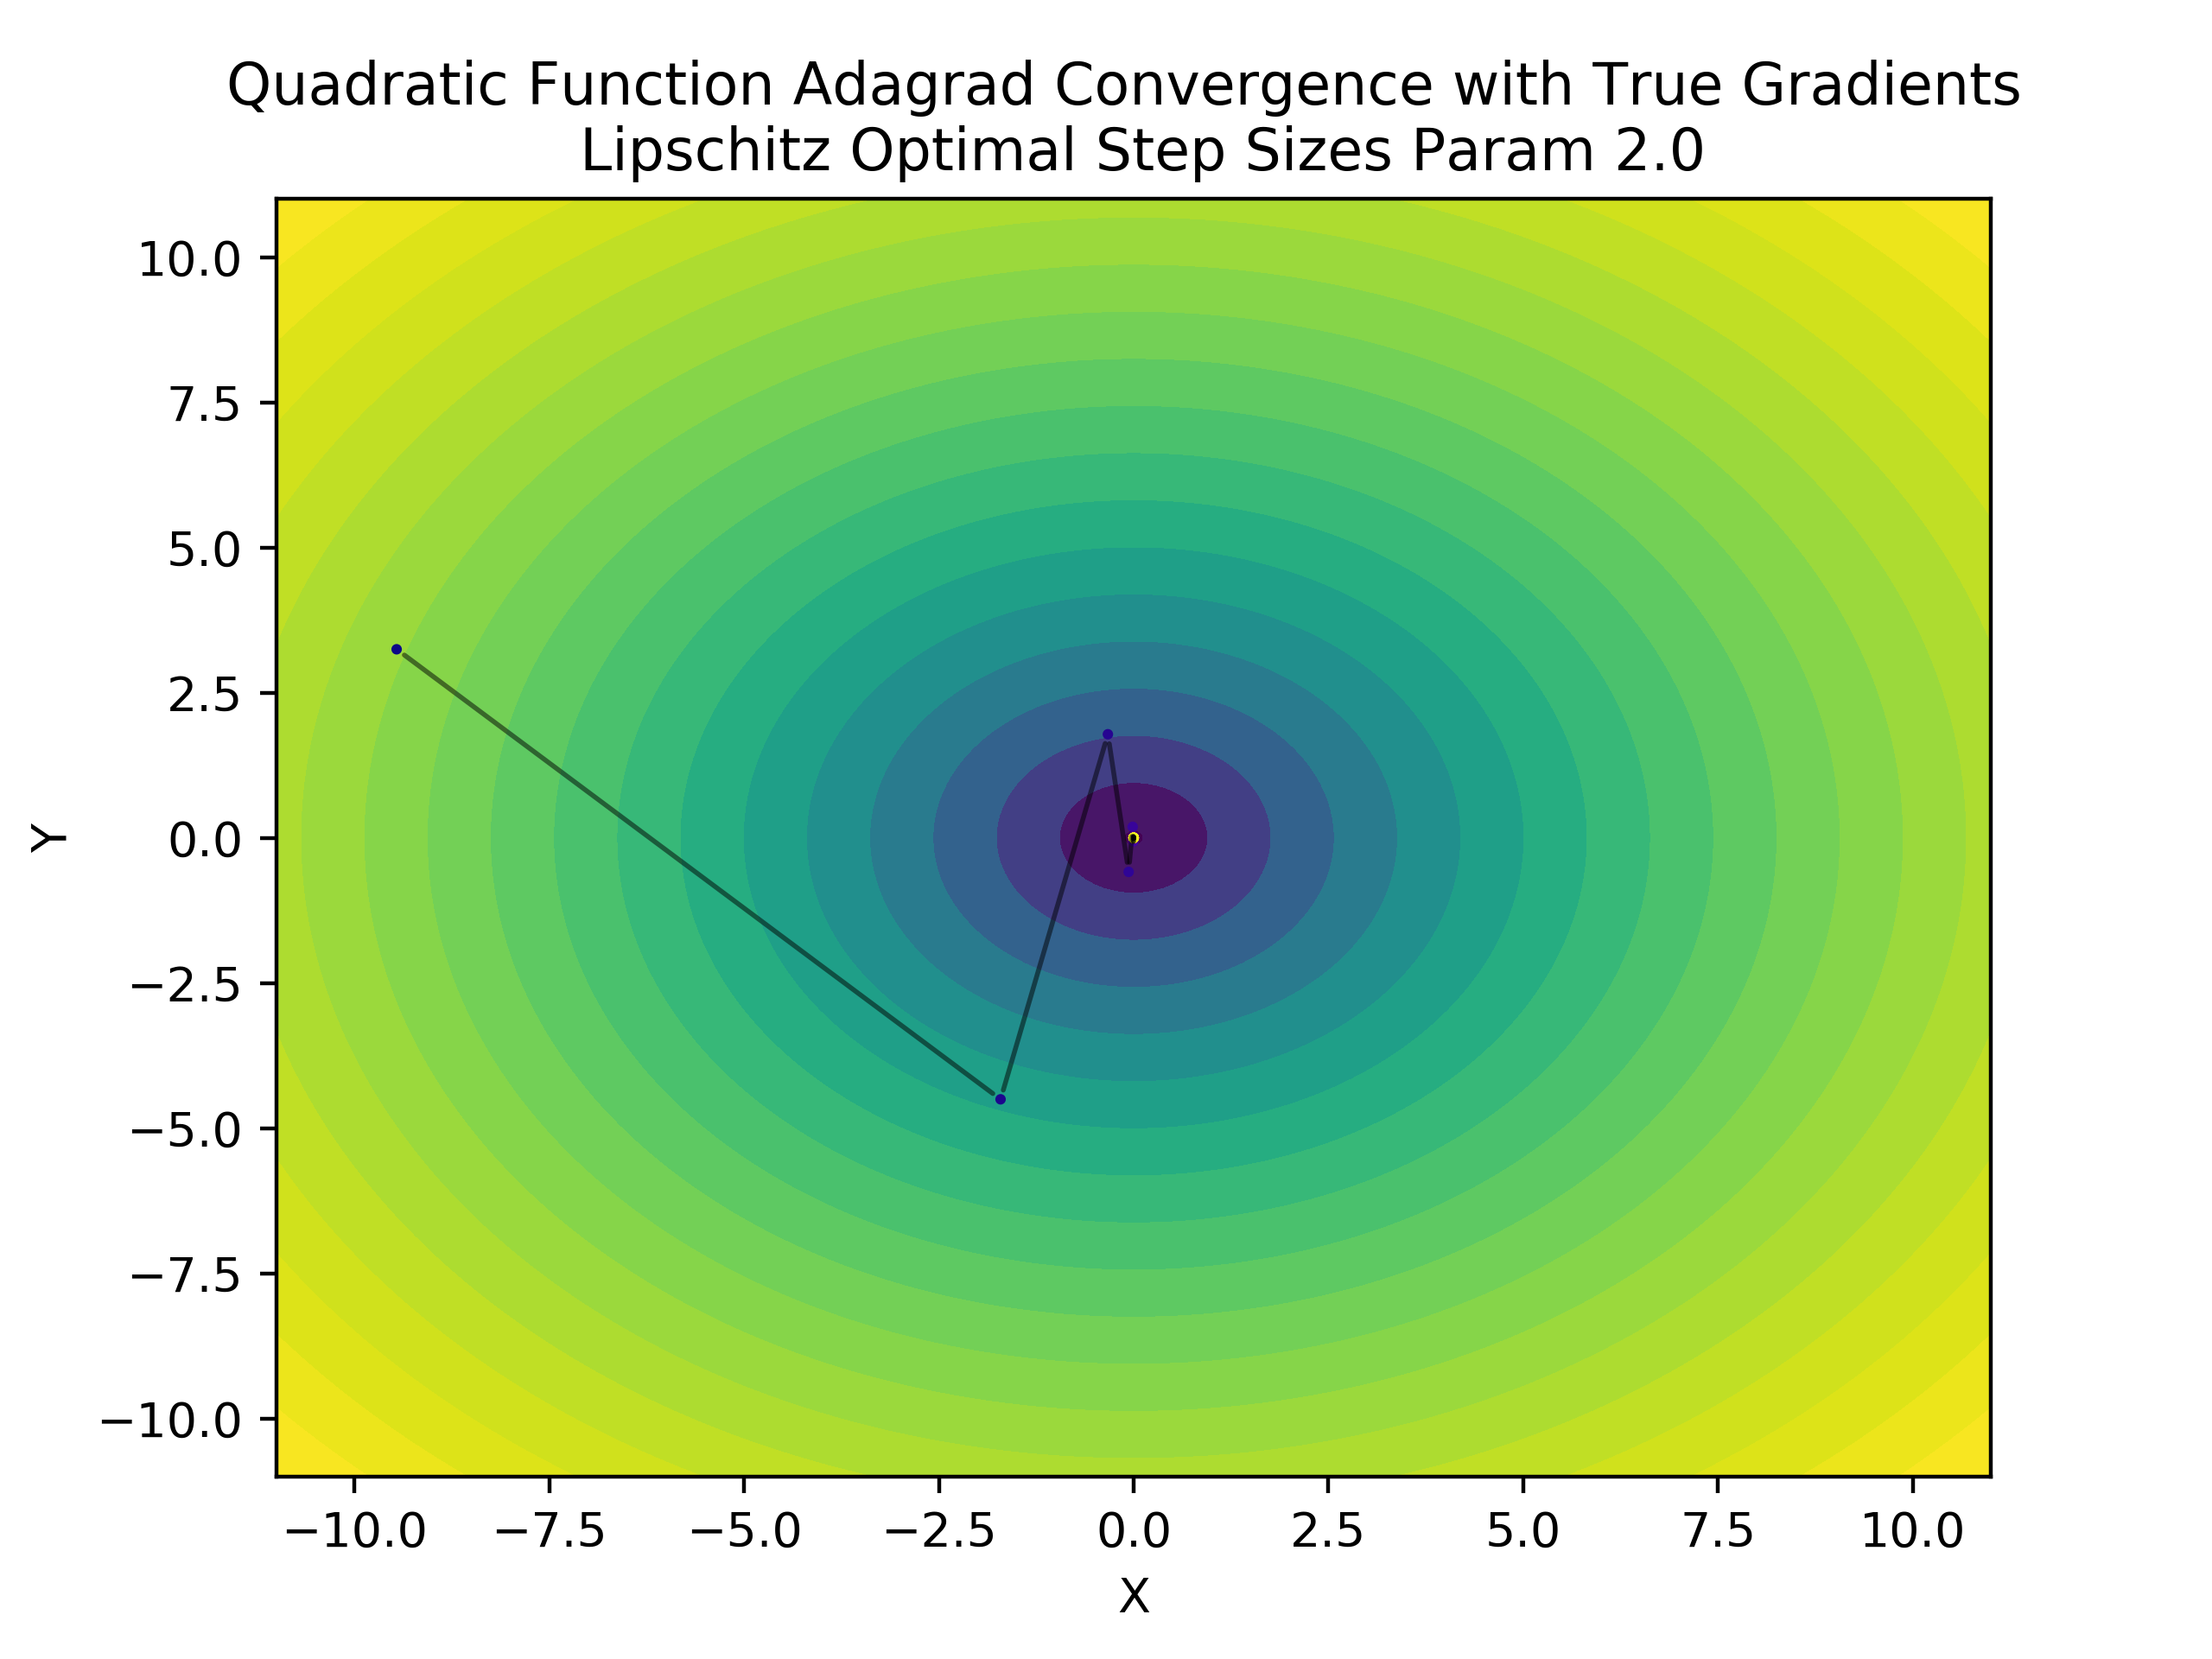 Quadratic Function Adagrad Convergence with True Gradients
Lipschitz Optimal Step Sizes Param 2.0
10.0
7.5
5.0
2.5
0.0
−2.5
−5.0
−7.5
−10.0
Y
−10.0 −7.5 −5.0 −2.5 0.0 2.5 5.0 7.5 10.0
X